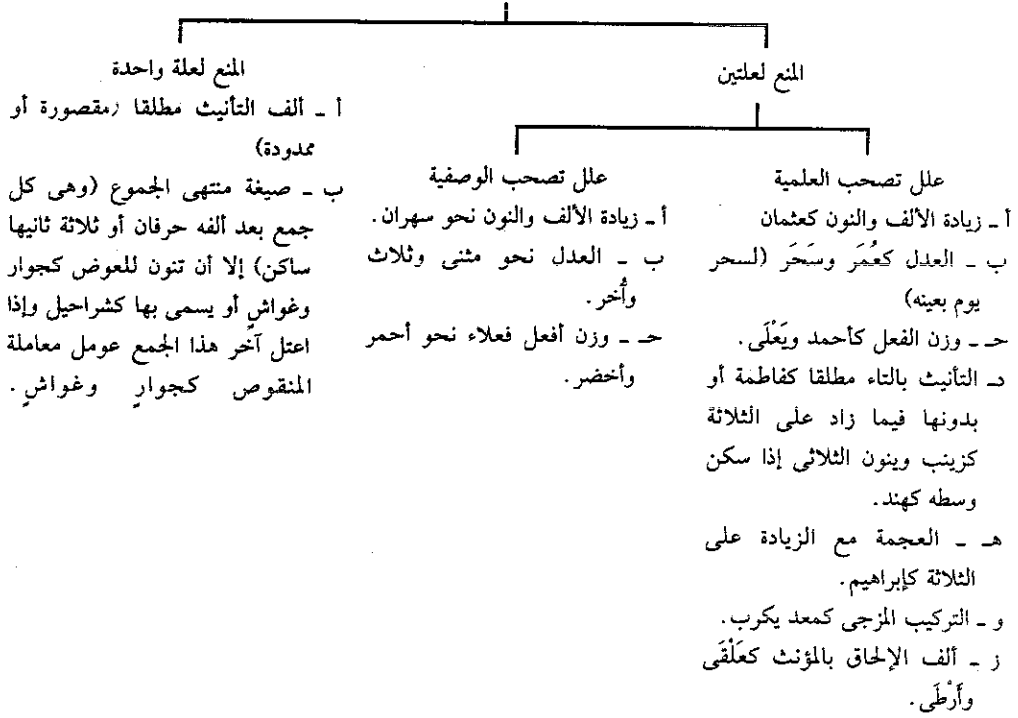 المنع لعلتين
علل تصحب العلمية
أ ـ زيادة الألف والنون كعثمان
ب ـ العدل كعُمَر وسَحَر (لسحر
يوم بعينه)
حـ ـ وزن الفعل كأحمد ويَعْلَى.
د ـ التأنيث بالتاء مطلقا كفاطمة أو
بدونها فيما زاد على الثلاثة
كزينب وينون الثلاثى إذا سكن
وسطه كهند.
هـ ـ العجمة مع الزيادة على
الثلاثة كإبراهيم.
و ـ التركيب المزجى كمعد يكرب.
ز ـ ألف الإلحاق بالمؤنث كعَلْقَى
وأَرْطَى.
علل تصحب الوصفية
أ ـ زيادة الألف والنون نحو سهران.
ب ـ العدل نحو مثنى وثلاث
وأُخر.
حـ ـ وزن أفعل فعلاء نحو أحمر
وأخضر.
المنع لعلة واحدة
أ ـ ألف التأنيث مطلقا (مقصورة أو
ممدودة)
ب ـ صيغة منتهى الجموع (وهى كل
جمع بعد ألفه حرفان أو ثلاثة ثانيها
ساكن) إلا أن تنون للعوض كجوار
وغواشٍ أو يسمى بها كشراحيل وإذا
اعتل آخر هذا الجمع عومل معاملة
المنقوص كجوارٍ وغواشٍ.